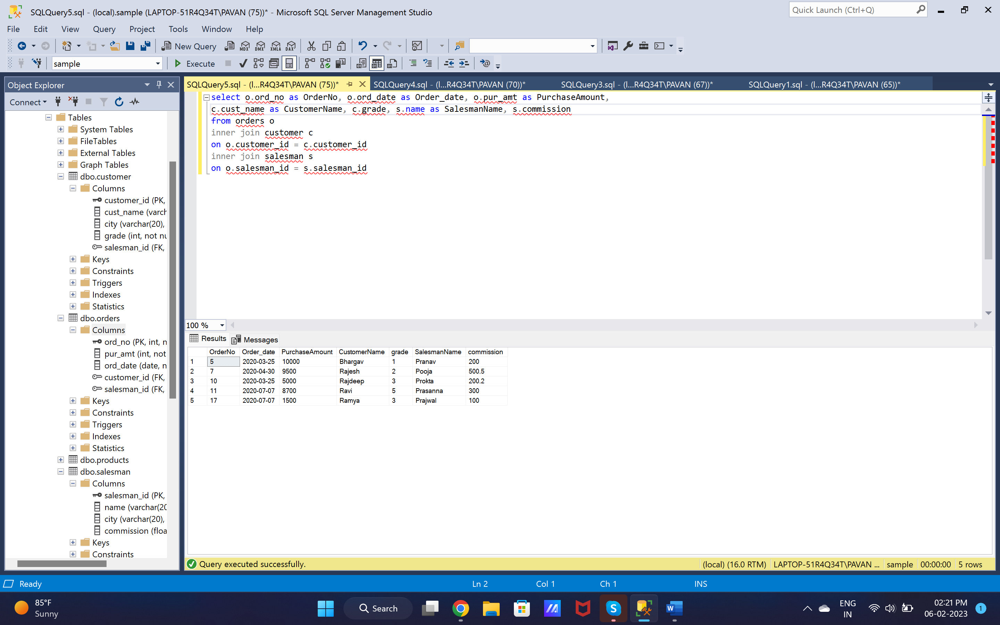 SQLQuery5.sql - (local).sample (LAPTOP-51R4Q34T\PAVAN (75))* - Microsoft SQL Server Management Studio
Quick Launch (Ctrl+Q)
File Edit View Query Project Tools Window Help
New Query MDX DMX XMLA DAX
sample Execute
Object Explorer
Connect
Tables
System Tables
FileTables
External Tables
Graph Tables
dbo.customer
Columns
customer_id (PK,
cust_name (varch
city (varchar(20),
grade (int, not nu
salesman_id (FK,
Keys
Constraints
Triggers
Indexes
Statistics
dbo.orders
Columns
ord_no (PK, int, n
pur_amt (int, not
ord_date (date, n
customer_id (FK,
salesman_id (FK,
Keys
Constraints
Triggers
Indexes
Statistics
dbo.products
dbo.salesman
Columns
salesman_id (PK,
name (varchar(20
city (varchar(20),
commission (floa
Keys
Constraints
SQLQuery5.sql - (l...R4Q34T\PAVAN (75))* SQLQuery4.sql - (l...R4Q34T\PAVAN (70))* SQLQuery3.sql - (l...R4Q34T\PAVAN (67))* SQLQuery1.sql - (l...R4Q34T\PAVAN (65))*
select o.ord_no as OrderNo, o.ord_date as Order_date, o.pur_amt as PurchaseAmount,
c.cust_name as CustomerName, c.grade, s.name as SalesmanName, s.commission
from orders o
inner join customer c
on o.customer_id = c.customer_id
inner join salesman s
on o.salesman_id = s.salesman_id
100 %
Results Messages
OrderNo Order_date PurchaseAmount CustomerName grade SalesmanName commission
1 5 2020-03-25 10000 Bhargav 1 Pranav 200
2 7 2020-04-30 9500 Rajesh 2 Pooja 500.5
3 10 2020-03-25 5000 Rajdeep 3 Prokta 200.2
4 11 2020-07-07 8700 Ravi 5 Prasanna 300
5 17 2020-07-07 1500 Ramya 3 Prajwal 100
Query executed successfully. (local) (16.0 RTM) LAPTOP-51R4Q34T\PAVAN ... sample 00:00:00 5 rows
Ready Ln 2 Col 1 Ch 1 INS
85°F
Sunny
Search
ENG
IN
02:21 PM
06-02-2023
1